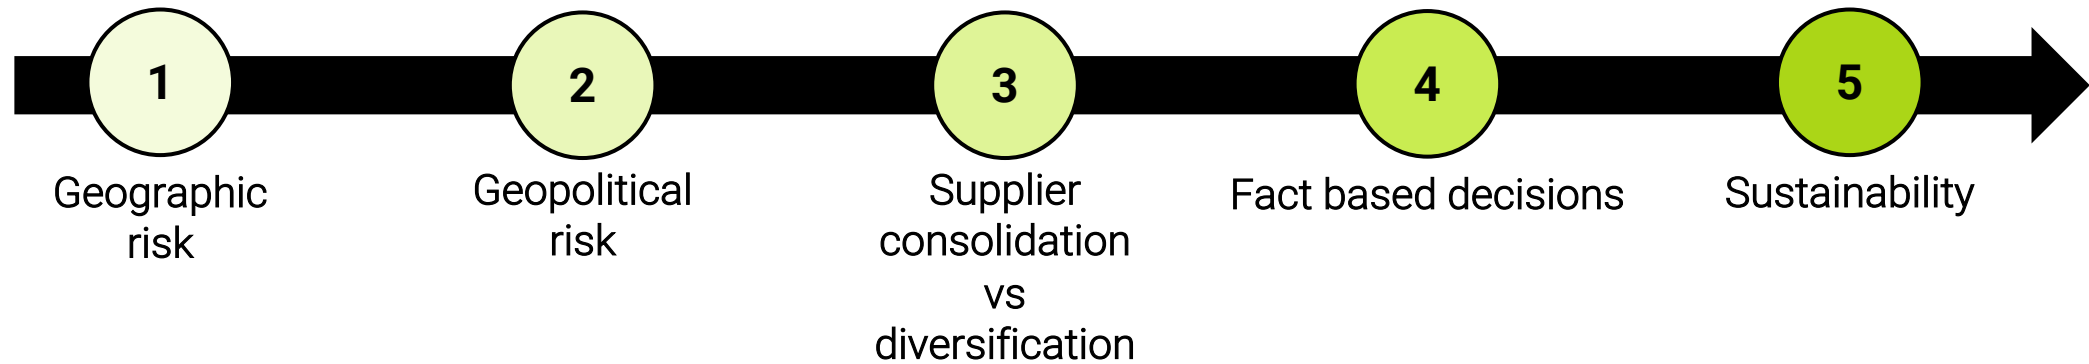 1
2
3
4
5
Geographic
risk
Geopolitical
risk
Supplier
consolidation
vs
diversification
Fact based decisions
Sustainability